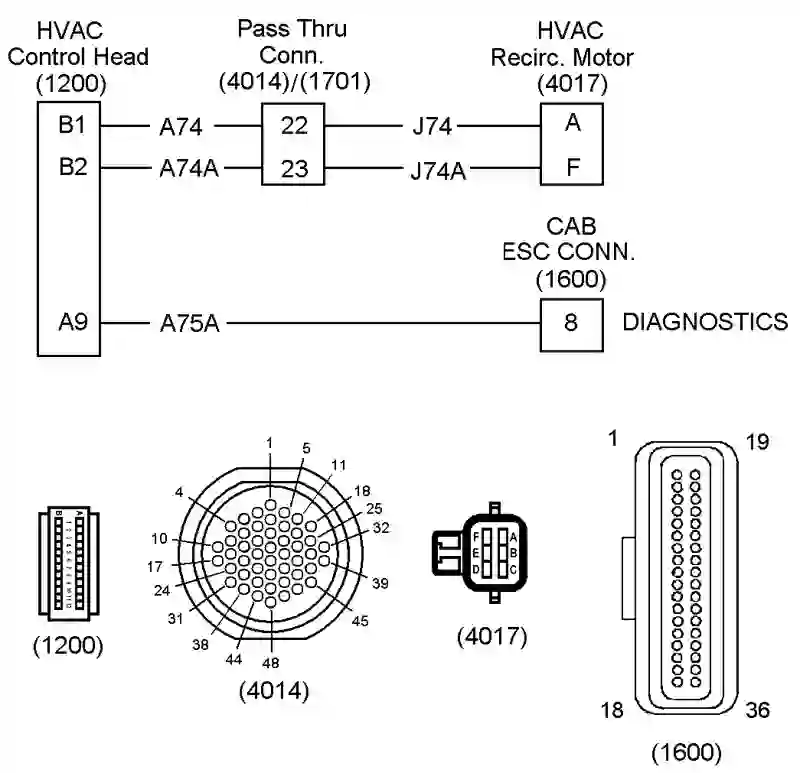 HVAC
Control Head
(1200)
Pass Thru
Conn.
(4014)/(1701)
HVAC
Recirc. Motor
(4017)
B1
A74
22
J74
A
B2
A74A
23
J74A
F
CAB
ESC CONN.
(1600)
A9
A75A
8
DIAGNOSTICS
B
A
(1200)
1
5
11
18
25
32
39
45
48
44
38
31
24
17
10
4
(4014)
F
A
E
B
D
C
(4017)
1
19
18
36
(1600)